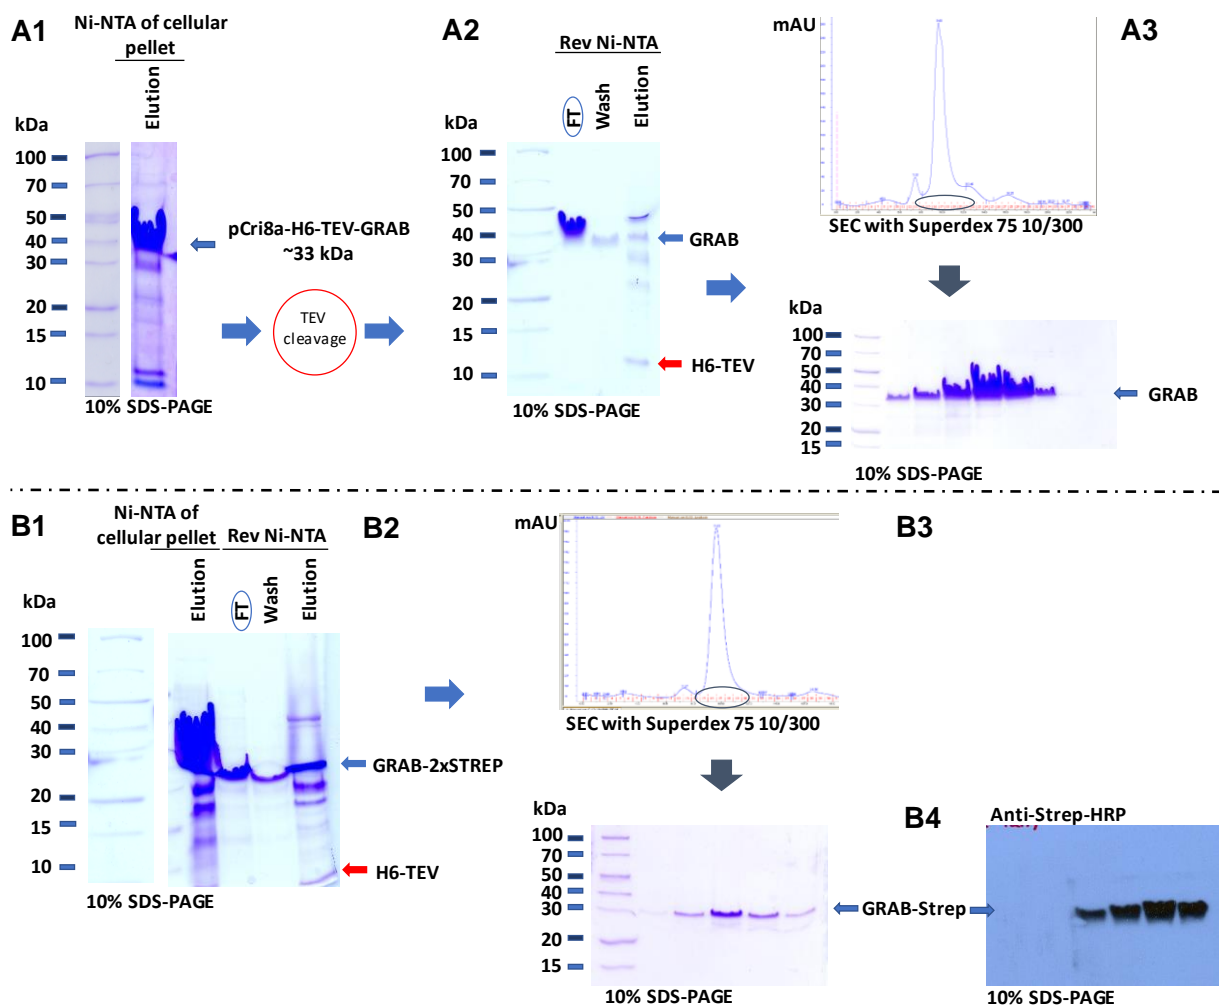 A1
Ni-NTA of cellular
pellet
Elution
kDa
100
70
50
40
30
20
15
10
10% SDS-PAGE
pCri8a-H6-TEV-GRAB
~33 kDa
TEV
cleavage
A2
Rev Ni-NTA
FT
Wash
Elution
kDa
100
70
50
40
30
20
15
10
GRAB
H6-TEV
10% SDS-PAGE
mAU
A3
SEC with Superdex 75 10/300
100
70
50
40
30
20
15
GRAB
10% SDS-PAGE
B1
Ni-NTA of
cellular pellet
Rev Ni-NTA
Elution
FT
Wash
Elution
B2
kDa
100
70
50
40
30
20
15
10
GRAB-2xSTREP
H6-TEV
10% SDS-PAGE
mAU
B3
SEC with Superdex 75 10/300
kDa
100
70
50
40
30
20
15
10% SDS-PAGE
GRAB-Strep
B4
Anti-Strep-HRP
10% SDS-PAGE